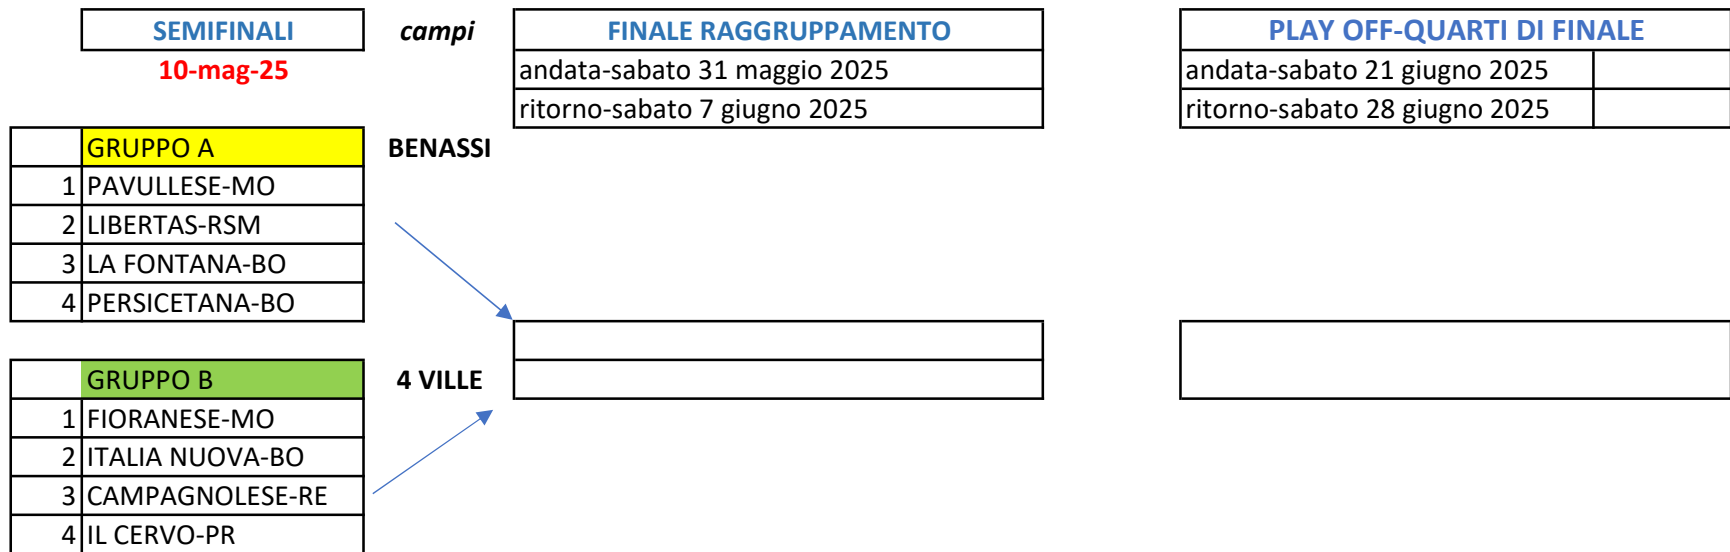 SEMIFINALI campi FINALE RAGGRUPPAMENTO PLAY OFF-QUARTI DI FINALE
10-mag-25 andata-sabato 31 maggio 2025 andata-sabato 21 giugno 2025
ritorno-sabato 7 giugno 2025 ritorno-sabato 28 giugno 2025
GRUPPO A BENASSI
1 PAVULLESE-MO
2 LIBERTAS-RSM
3 LA FONTANA-BO
4 PERSICETANA-BO
GRUPPO B 4 VILLE
1 FIORANESE-MO
2 ITALIA NUOVA-BO
3 CAMPAGNOLESE-RE
4 IL CERVO-PR